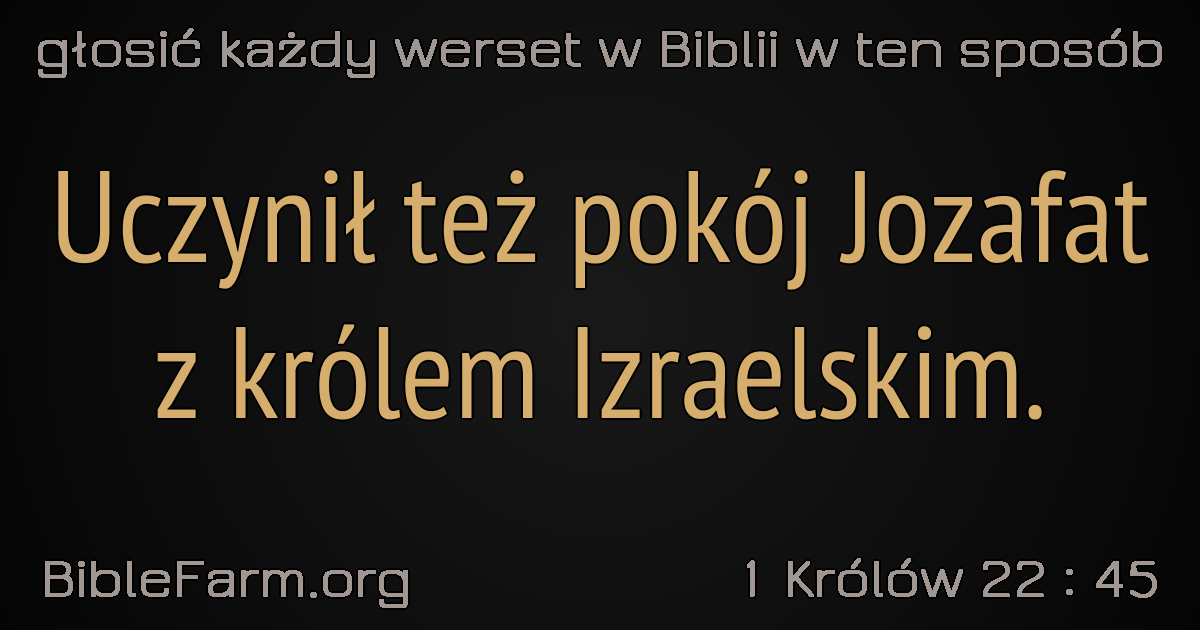 głosić każdy werset w Biblii w ten sposób
Uczynił też pokój Jozafat
z królem Izraelskim.
BibleFarm.org
1 Królów 22 : 45